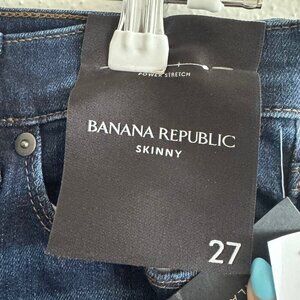 POWER STRETCH
BANANA REPUBLIC
SKINNY
27